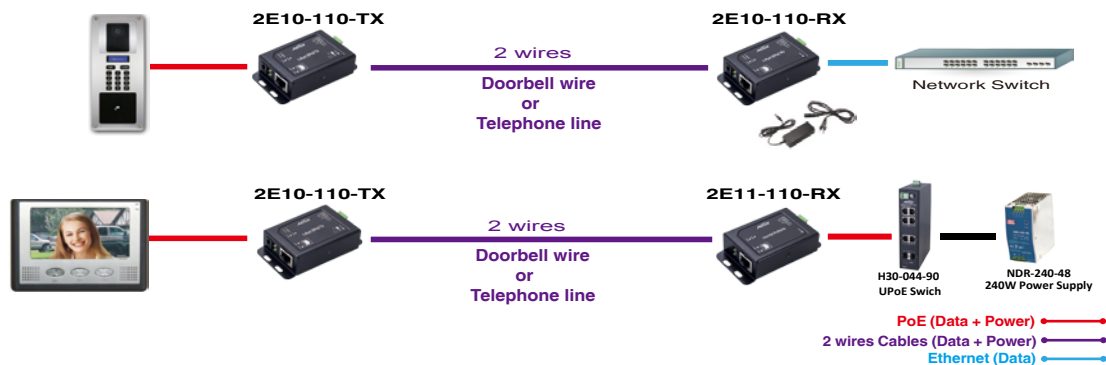 2E10-110-TX
2E10-110-RX
2 wires
Doorbell wire
or
Telephone line
Network Switch
2E10-110-TX
2E11-110-RX
2 wires
Doorbell wire
or
Telephone line
H30-044-90
UPoE Swich
NDR-240-48
240W Power Supply
PoE (Data + Power)
2 wires Cables (Data + Power)
Ethernet (Data)